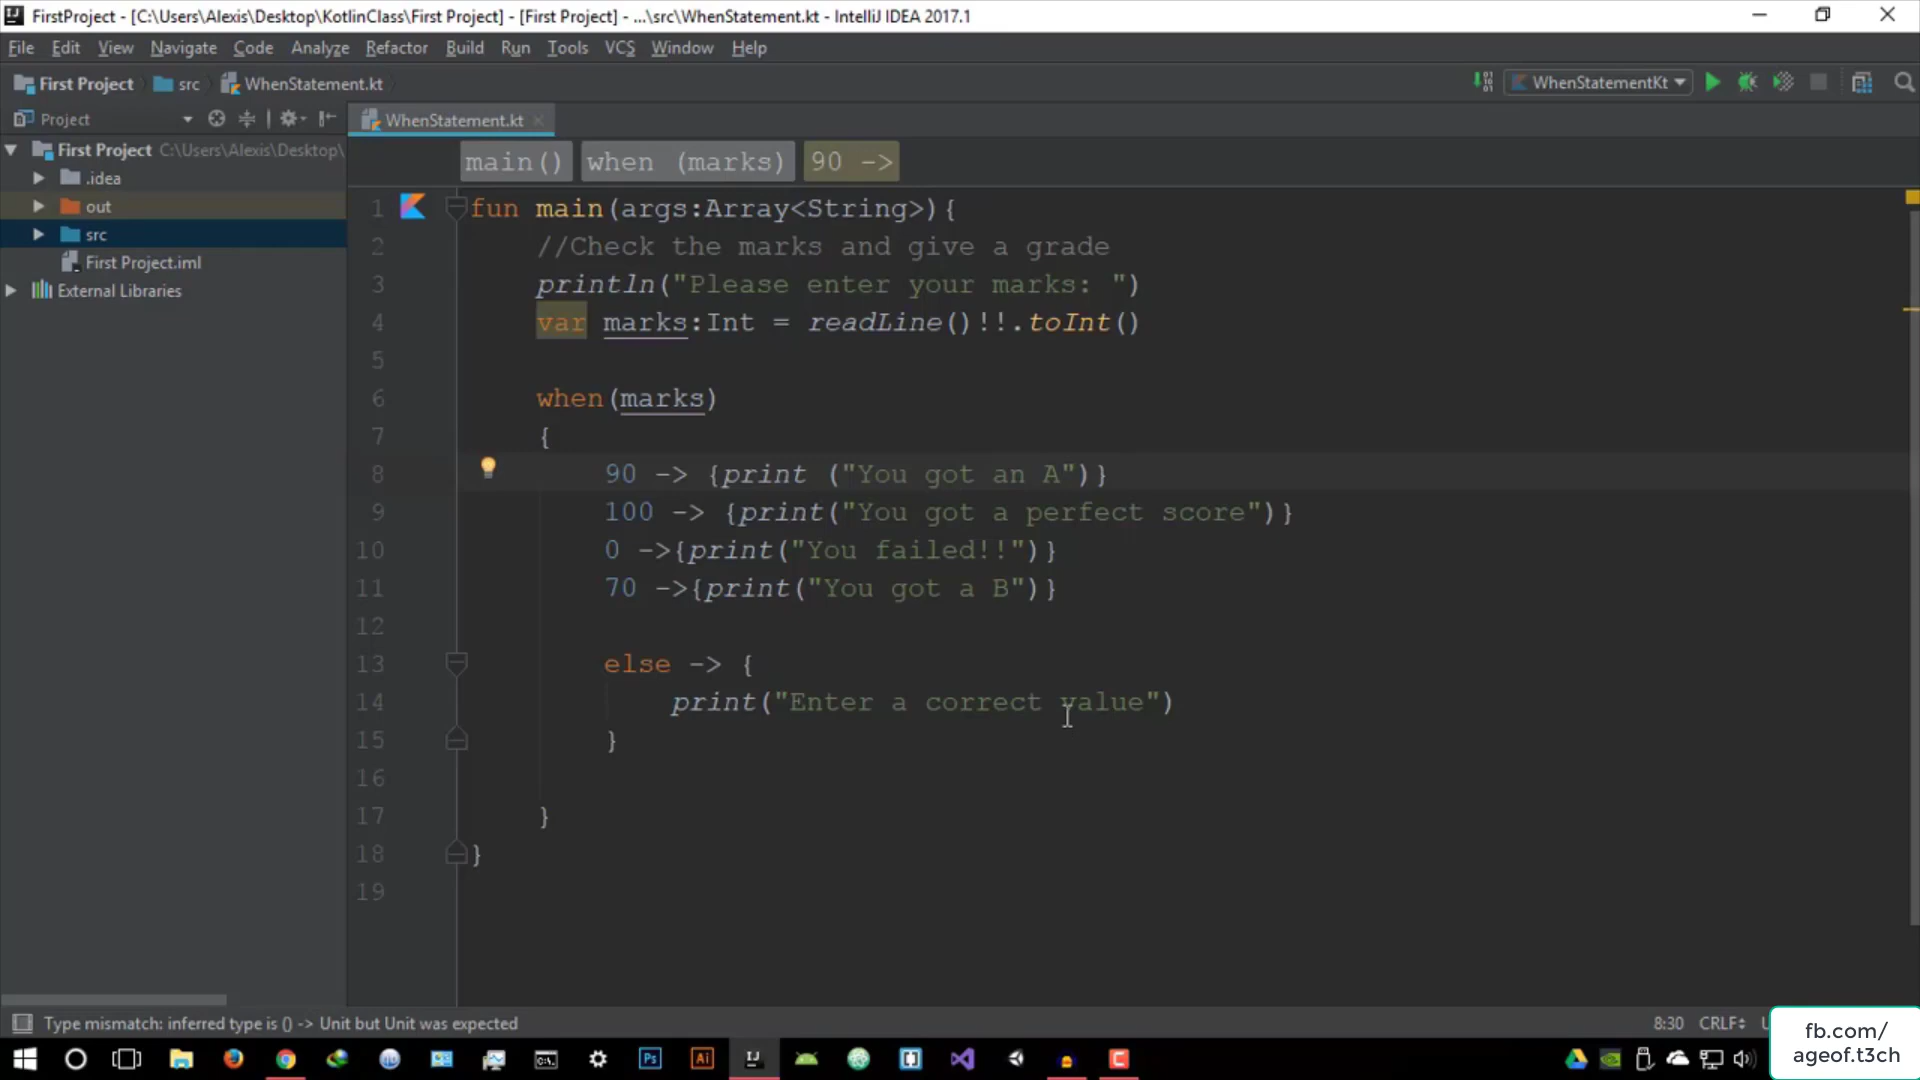 FirstProject - [C:\Users\Alexis\Desktop\KotlinClass\First Project] - [First Project] - ...\src\WhenStatement.kt - IntelliJ IDEA 2017.1
File Edit View Navigate Code Analyze Refactor Build Run Tools VCS Window Help
First Project src WhenStatement.kt WhenStatementKt
Project WhenStatement.kt
First Project C:\Users\Alexis\Desktop\
.idea
out
src
First Project.iml
External Libraries
main() when (marks) 90 ->
1 fun main(args:Array<String>){
2 //Check the marks and give a grade
3 println("Please enter your marks: ")
4 var marks:Int = readLine()!!.toInt()
5
6 when(marks)
7 {
8 90 -> {print ("You got an A")}
9 100 -> {print("You got a perfect score")}
10 0 ->{print("You failed!!")}
11 70 ->{print("You got a B")}
12
13 else -> {
14 print("Enter a correct value")
15 }
16
17 }
18 }
19
Type mismatch: inferred type is () -> Unit but Unit was expected 8:30 CRLF
fb.com/
ageof.t3ch
Ps Ai